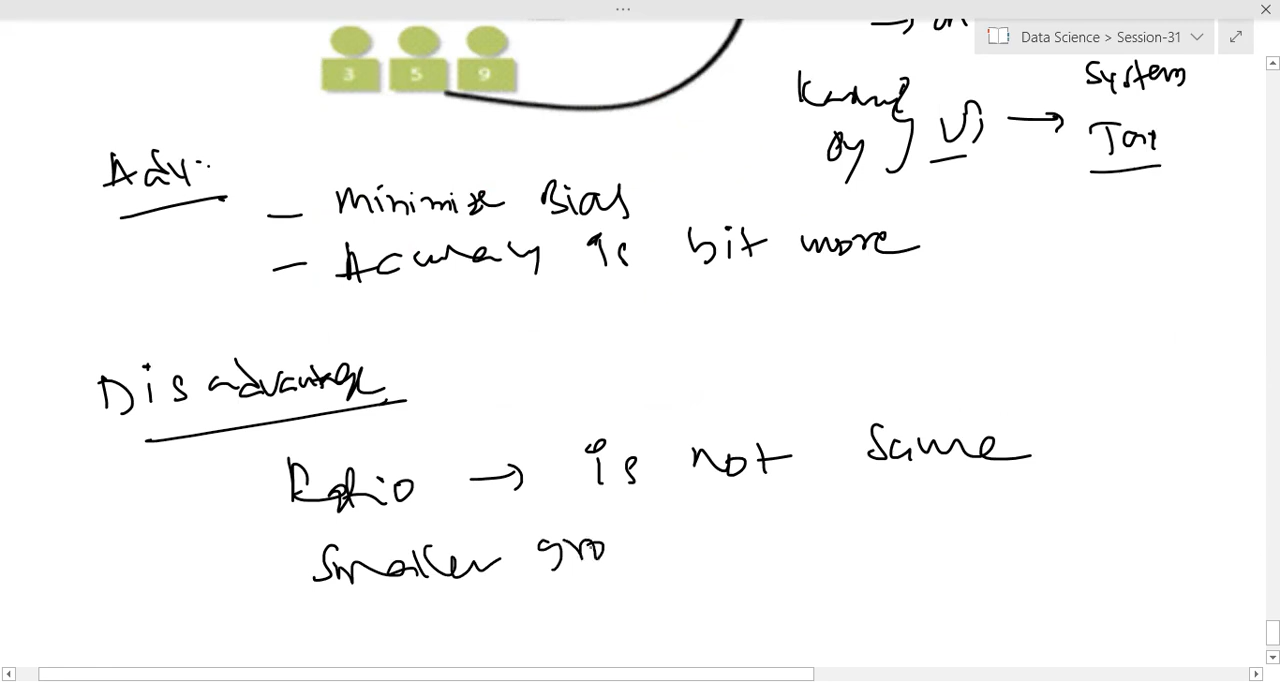 Data Science > Session-31
3 5 9
System
Adv:
- Minimize Bias
- Accuracy is bit more
Disadvantage
Ratio → is not same
Smaller gro